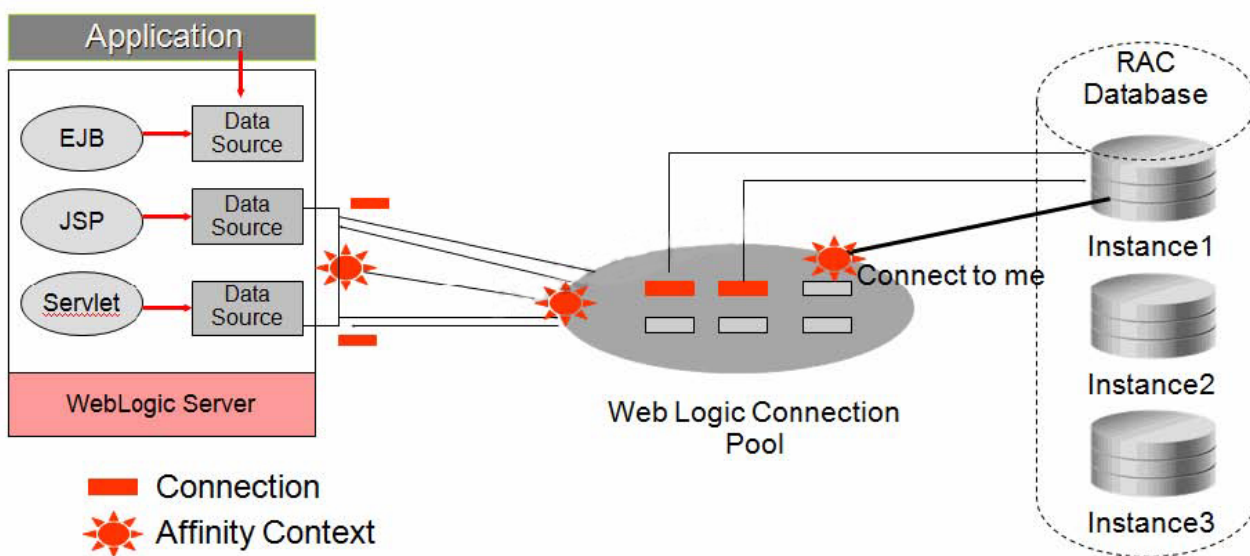 Application
EJB
Data
Source
JSP
Data
Source
Servlet
Data
Source
WebLogic Server
Connection
Affinity Context
Connect to me
Web Logic Connection
Pool
RAC
Database
Instance1
Instance2
Instance3